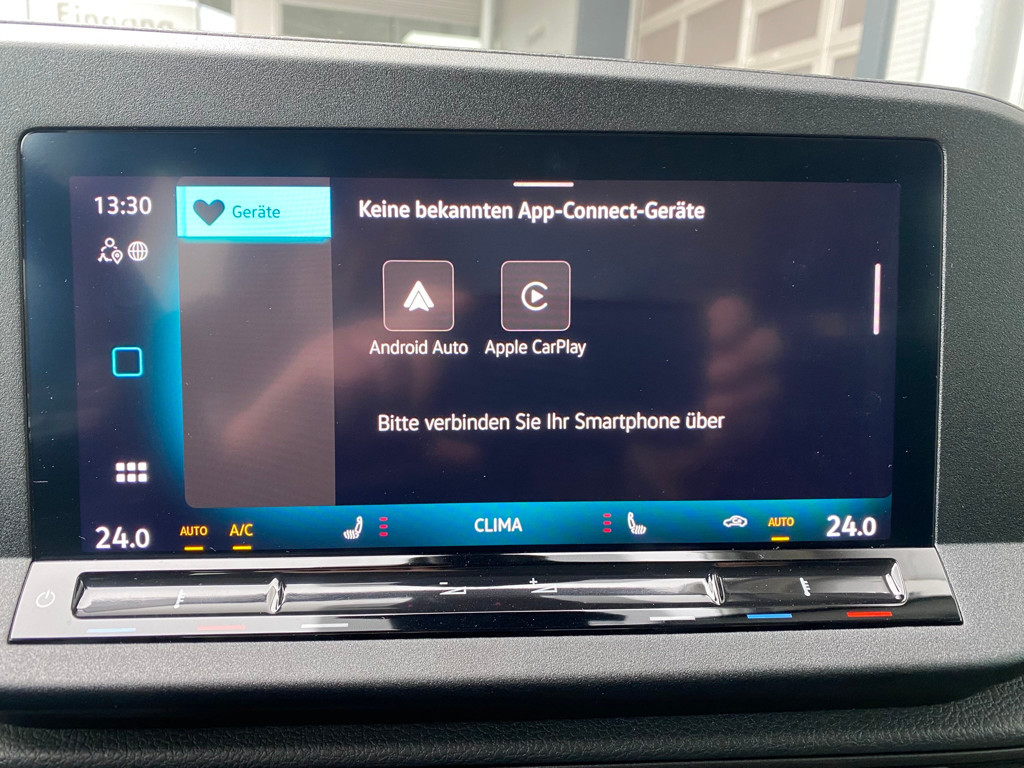 Eingang
13:30
Geräte
Keine bekannten App-Connect-Geräte
Android Auto
Apple CarPlay
Bitte verbinden Sie Ihr Smartphone über
24.0
AUTO
A/C
CLIMA
AUTO
24.0
- +